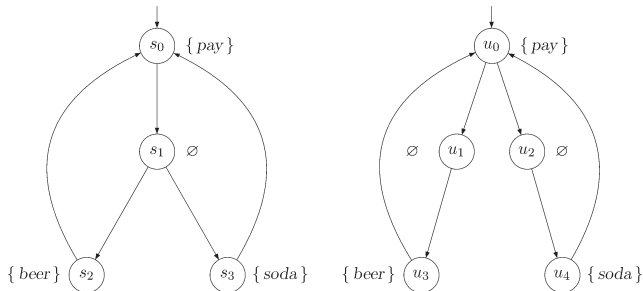 s₀ { pay } u₀ { pay }
s₁ ∅ ∅ u₁ u₂ ∅
{ beer } s₂ s₃ { soda } { beer } u₃ u₄ { soda }